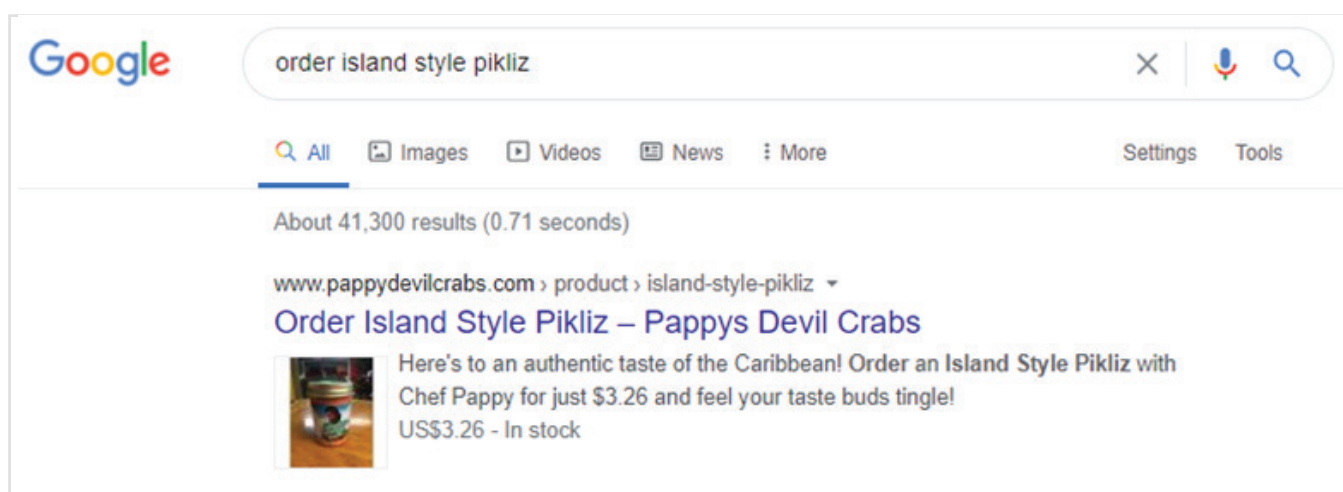 Google
order island style pikliz
All Images Videos News More Settings Tools
About 41,300 results (0.71 seconds)
www.pappydevilcrabs.com › product › island-style-pikliz
Order Island Style Pikliz – Pappys Devil Crabs
Here's to an authentic taste of the Caribbean! Order an Island Style Pikliz with
Chef Pappy for just $3.26 and feel your taste buds tingle!
US$3.26 - In stock